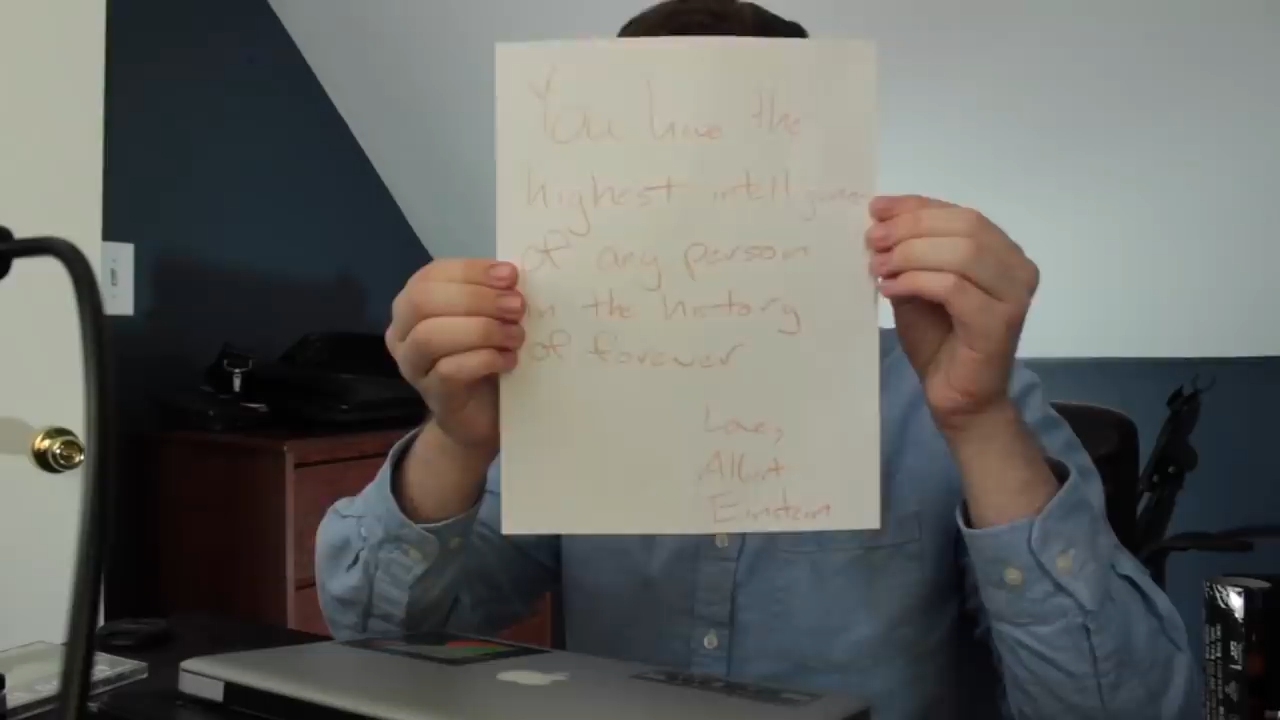 You have the
highest intelligence
of any person
in the history
of forever
Love,
Albert
Einstein